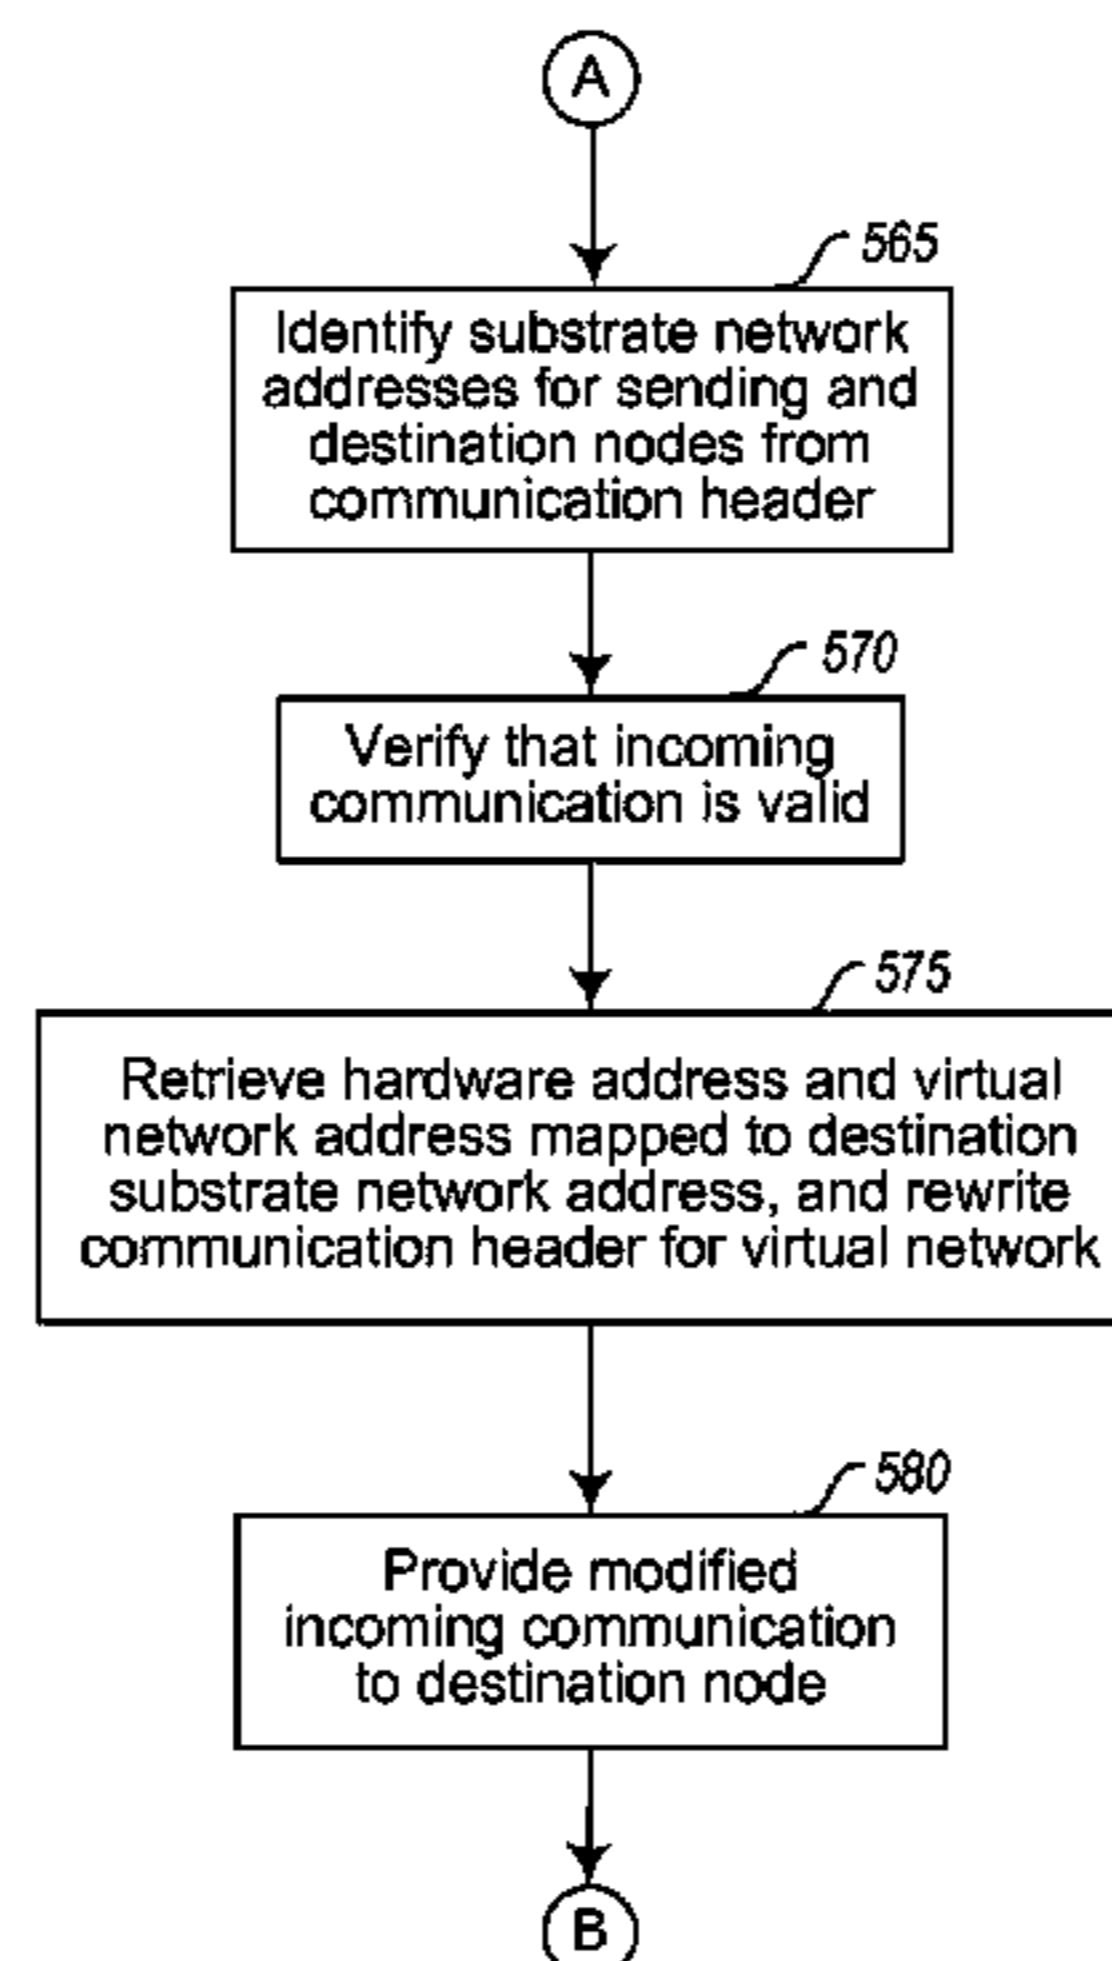 A
565
Identify substrate network
addresses for sending and
destination nodes from
communication header
570
Verify that incoming
communication is valid
575
Retrieve hardware address and virtual
network address mapped to destination
substrate network address, and rewrite
communication header for virtual network
580
Provide modified
incoming communication
to destination node
B